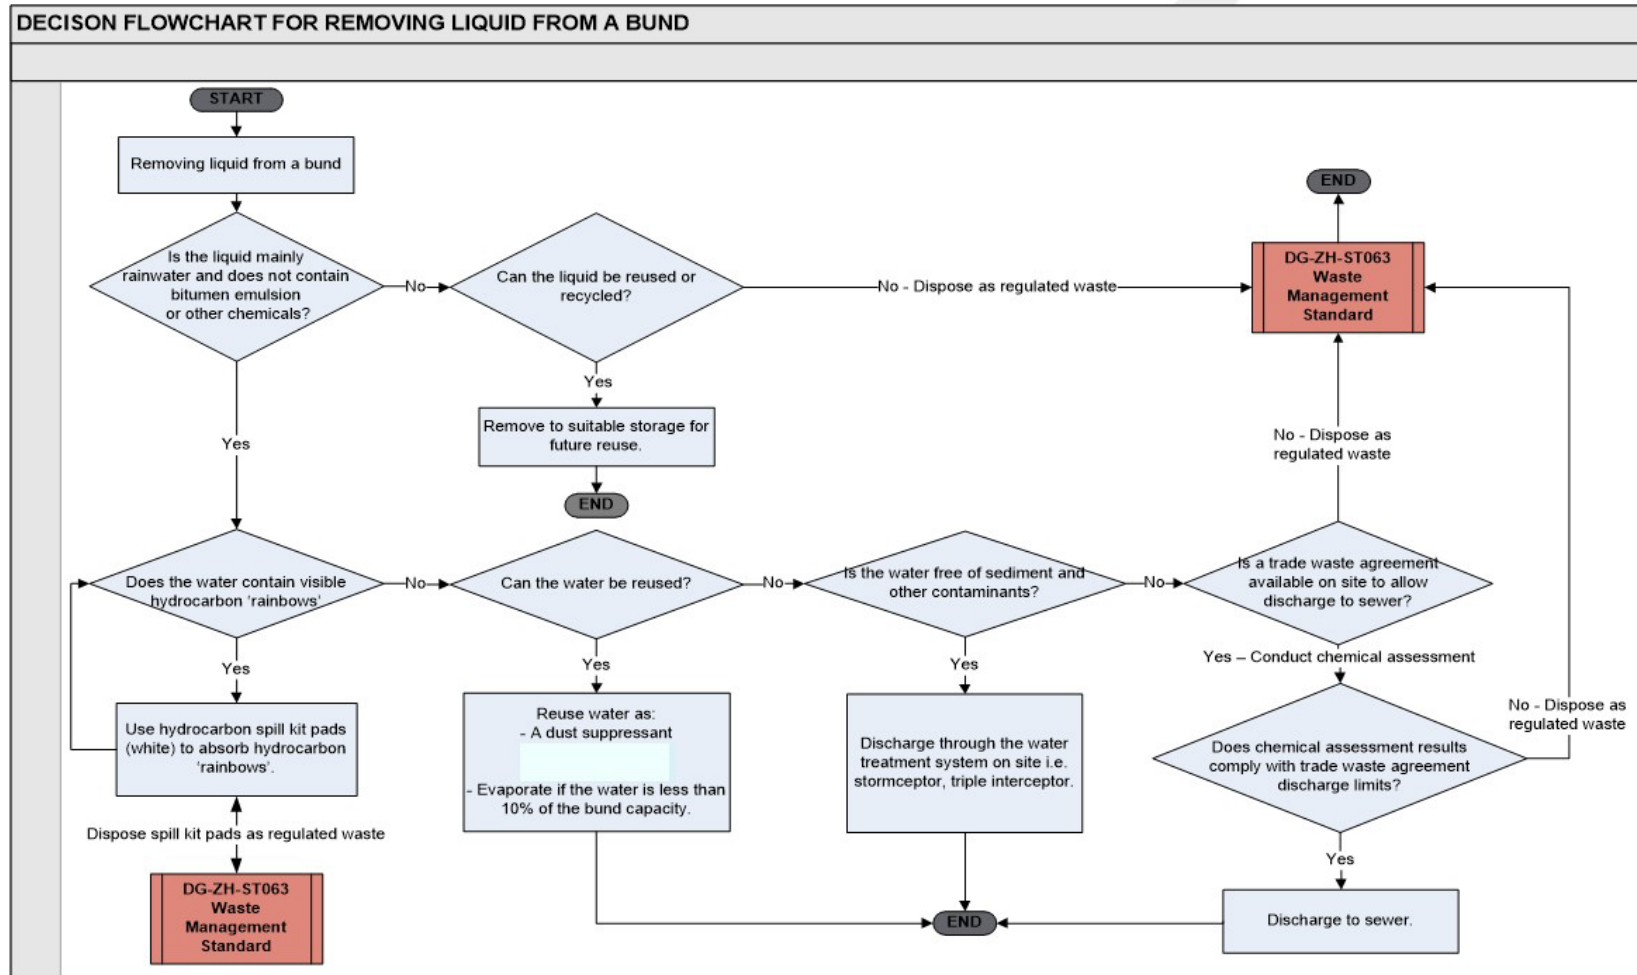 DECISON FLOWCHART FOR REMOVING LIQUID FROM A BUND
START
Removing liquid from a bund
Is the liquid mainly
rainwater and does not contain
bitumen emulsion
or other chemicals?
No
Can the liquid be reused or
recycled?
No - Dispose as regulated waste
END
DG-ZH-ST063
Waste
Management
Standard
Yes
Remove to suitable storage for
future reuse.
END
Yes
No - Dispose as
regulated waste
Does the water contain visible
hydrocarbon ‘rainbows’
No
Can the water be reused?
No
Is the water free of sediment and
other contaminants?
No
Is a trade waste agreement
available on site to allow
discharge to sewer?
Yes
Use hydrocarbon spill kit pads
(white) to absorb hydrocarbon
‘rainbows’.
Dispose spill kit pads as regulated waste
DG-ZH-ST063
Waste
Management
Standard
Yes
Reuse water as:
- A dust suppressant
- Evaporate if the water is less than
10% of the bund capacity.
Yes
Discharge through the water
treatment system on site i.e.
stormceptor, triple interceptor.
Yes – Conduct chemical assessment
Does chemical assessment results
comply with trade waste agreement
discharge limits?
No - Dispose as
regulated waste
Yes
Discharge to sewer.
END